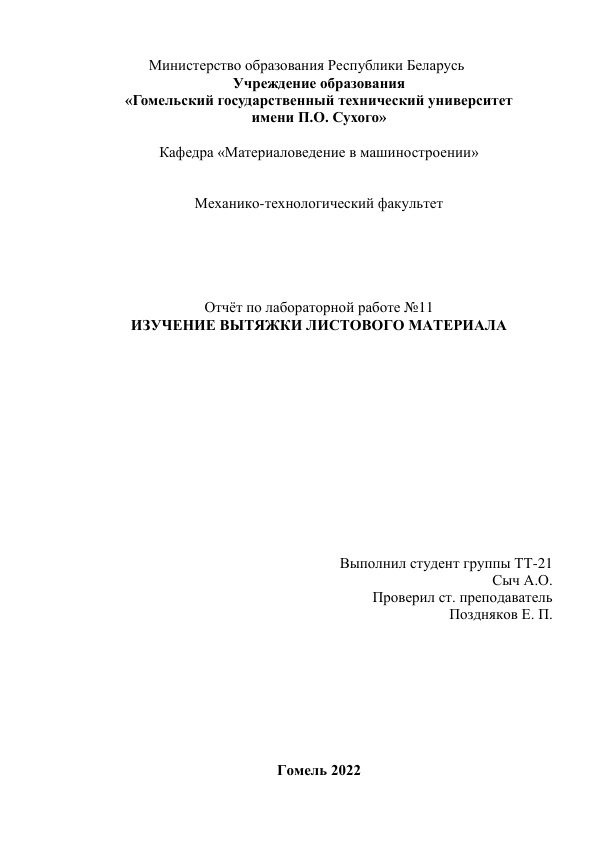 Министерство образования Республики Беларусь
Учреждение образования
«Гомельский государственный технический университет
имени П.О. Сухого»
Кафедра «Материаловедение в машиностроении»
Механико-технологический факультет
Отчёт по лабораторной работе №11
ИЗУЧЕНИЕ ВЫТЯЖКИ ЛИСТОВОГО МАТЕРИАЛА
Выполнил студент группы ТТ-21
Сыч А.О.
Проверил ст. преподаватель
Поздняков Е. П.
Гомель 2022